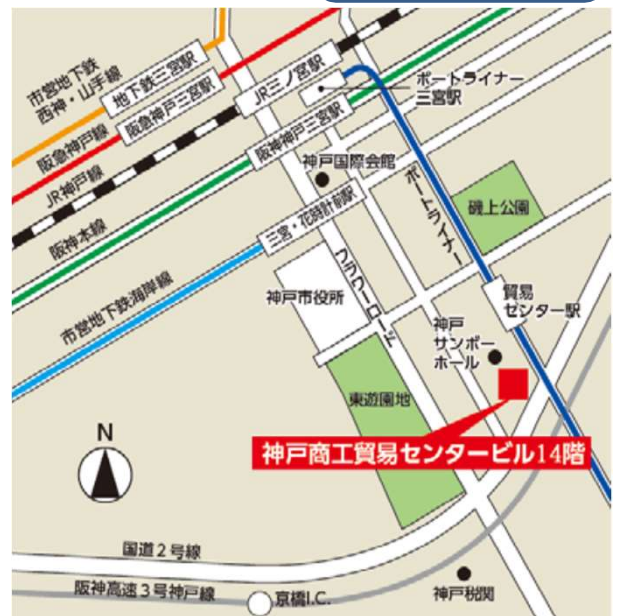 市営地下鉄
西神・山手線
地下鉄三宮駅
阪急神戸三宮駅
JR三ノ宮駅
ポートライナー
三宮駅
阪急神戸線
JR神戸線
阪神神戸三宮駅
神戸国際会館
阪神本線
三宮・花時計前駅
ポートライナー
磯上公園
市営地下鉄海岸線
神戸市役所
フラワーロード
貿易
センター駅
神戸
サンボー
ホール
東遊園地
神戸商工貿易センタービル14階
N
国道2号線
阪神高速3号神戸線
京橋I.C.
神戸税関